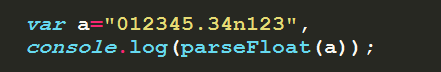 var a="012345.34n123",
console.log(parseFloat(a));